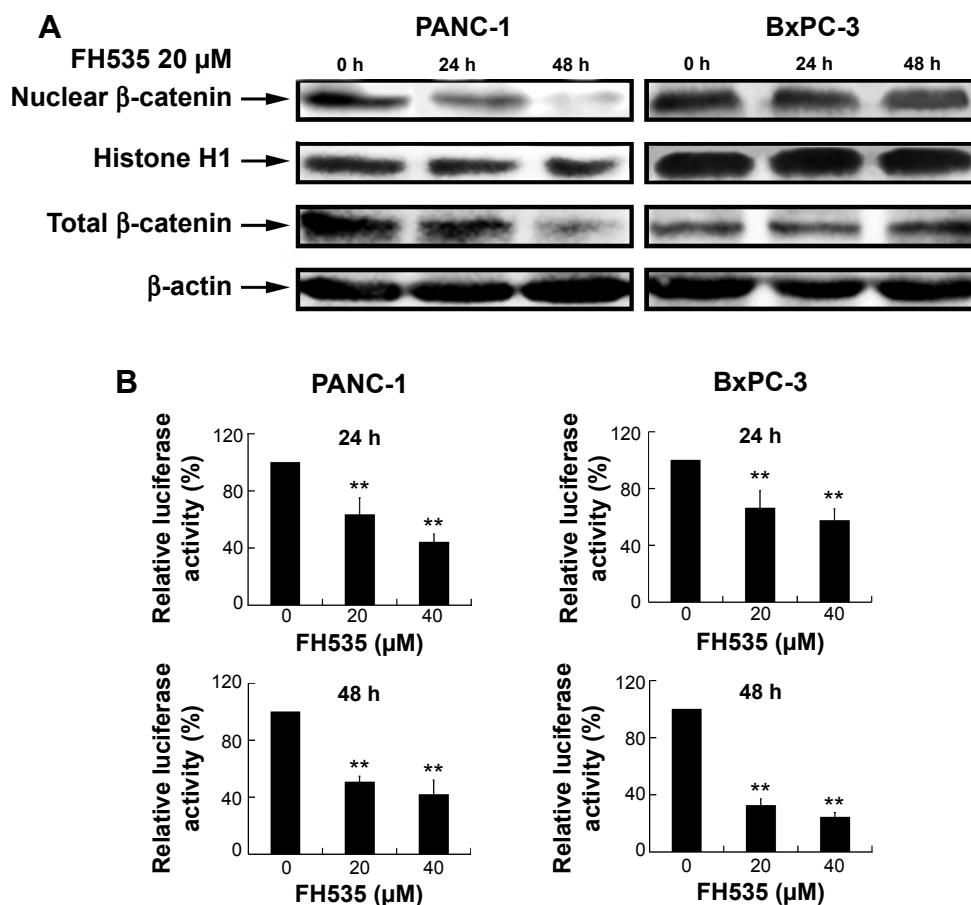 A
PANC-1
BxPC-3
FH535 20 µM
0 h
24 h
48 h
0 h
24 h
48 h
Nuclear β-catenin
Histone H1
Total β-catenin
β-actin
B
PANC-1
BxPC-3
Relative luciferase
activity (%)
120
80
40
0
24 h
**
**
0
20
40
FH535 (µM)
Relative luciferase
activity (%)
120
80
40
0
24 h
**
**
0
20
40
FH535 (µM)
Relative luciferase
activity (%)
120
80
40
0
48 h
**
**
0
20
40
FH535 (µM)
Relative luciferase
activity (%)
120
80
40
0
48 h
**
**
0
20
40
FH535 (µM)